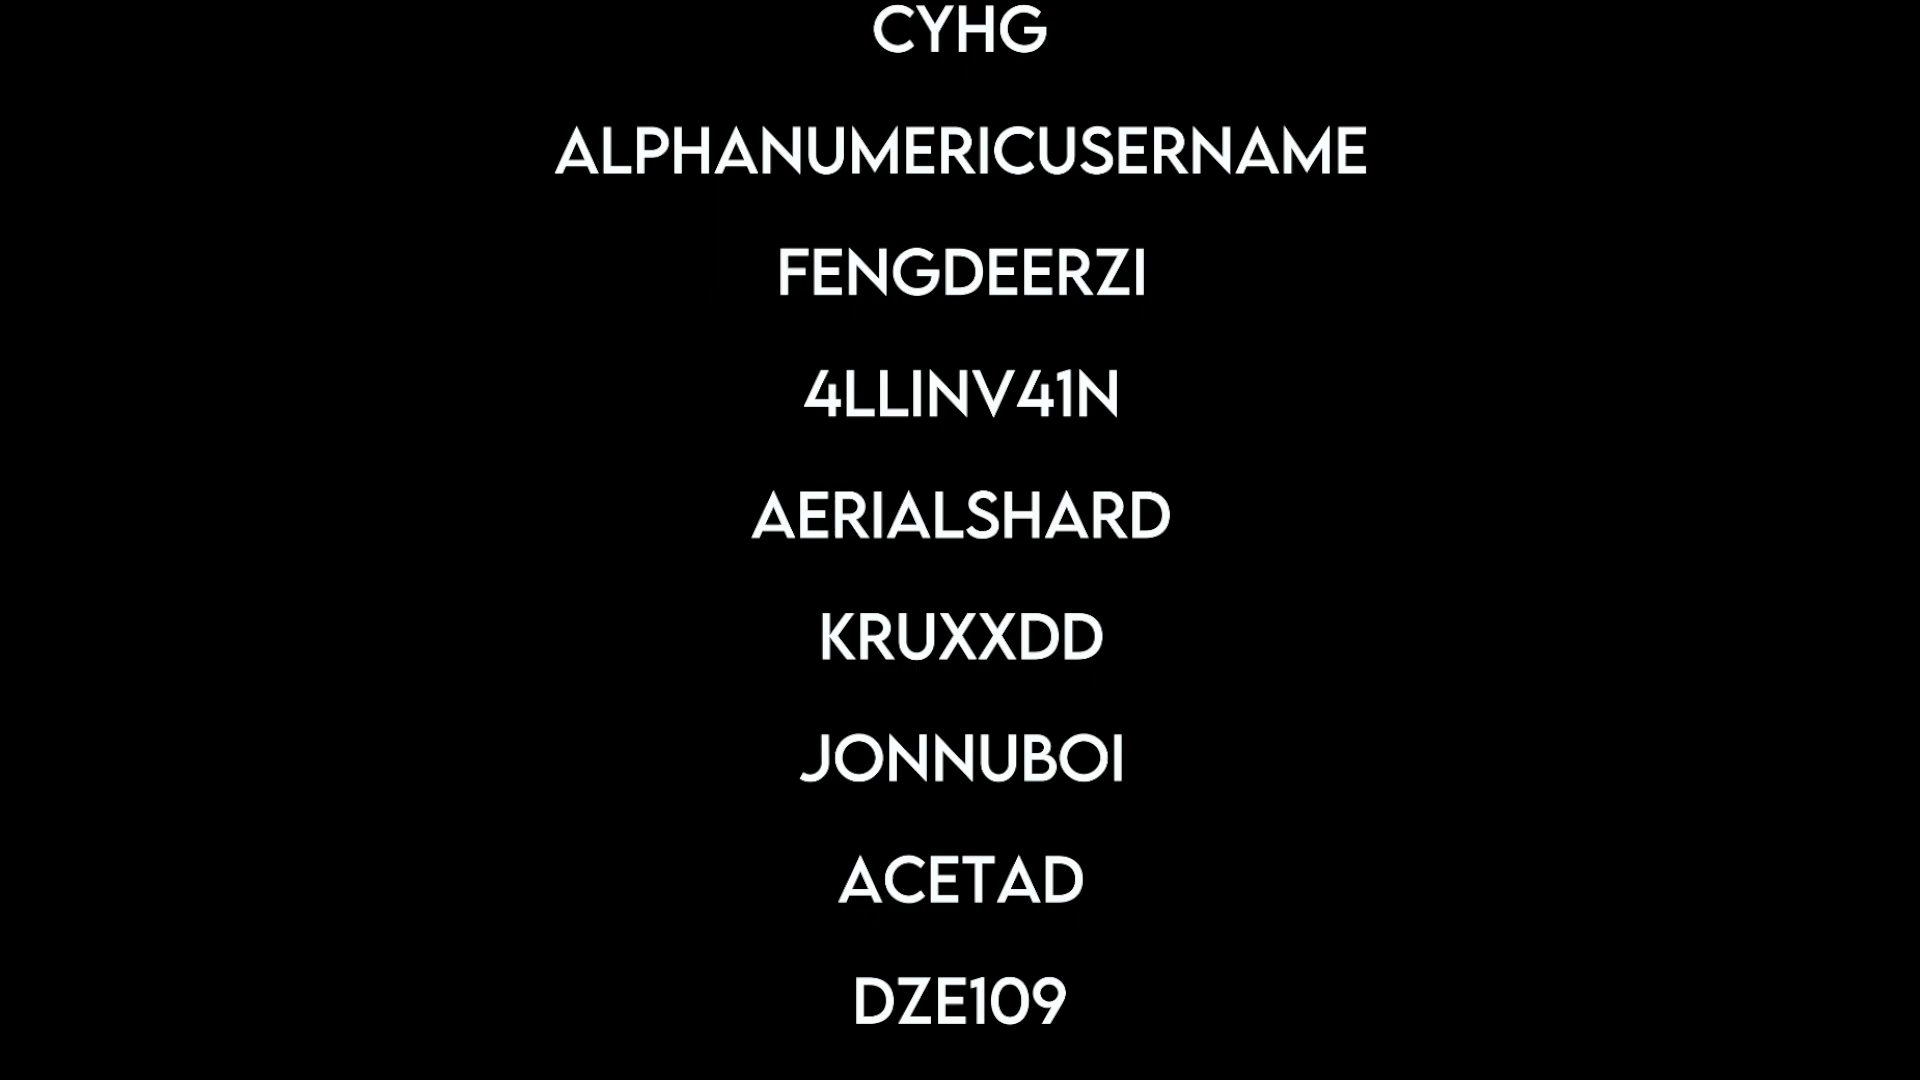 CYHG
ALPHANUMERICUSERNAME
FENGDEERZI
4LLINV41N
AERIALSHARD
KRUXXDD
JONNUBOI
ACETAD
DZE109